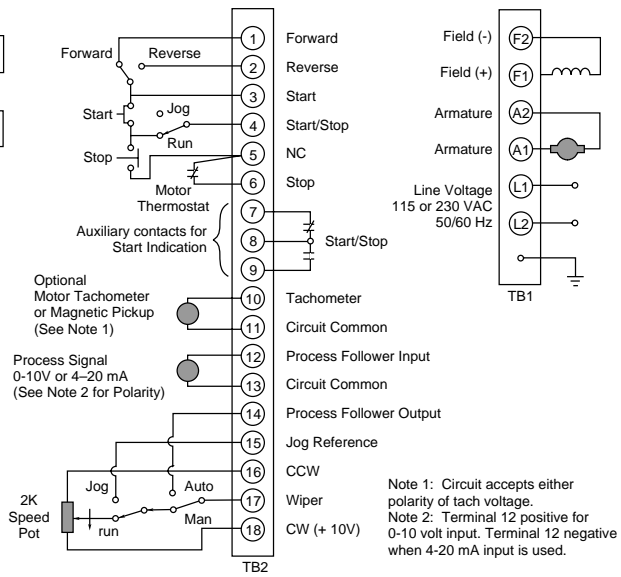 Forward
Reverse
Start
Jog
Run
Stop
Motor
Thermostat
Auxiliary contacts for
Start Indication
Start/Stop
Optional
Motor Tachometer
or Magnetic Pickup
(See Note 1)
Process Signal
0-10V or 4–20 mA
(See Note 2 for Polarity)
Jog
Auto
2K
Speed
Pot
run
Man
1 Forward
2 Reverse
3 Start
4 Start/Stop
5 NC
6 Stop
7
8
9
10 Tachometer
11 Circuit Common
12 Process Follower Input
13 Circuit Common
14 Process Follower Output
15 Jog Reference
16 CCW
17 Wiper
18 CW (+ 10V)
TB2
Field (-) F2
Field (+) F1
Armature A2
Armature A1
Line Voltage
115 or 230 VAC
50/60 Hz
L1
L2
TB1
Note 1: Circuit accepts either
polarity of tach voltage.
Note 2: Terminal 12 positive for
0-10 volt input. Terminal 12 negative
when 4-20 mA input is used.